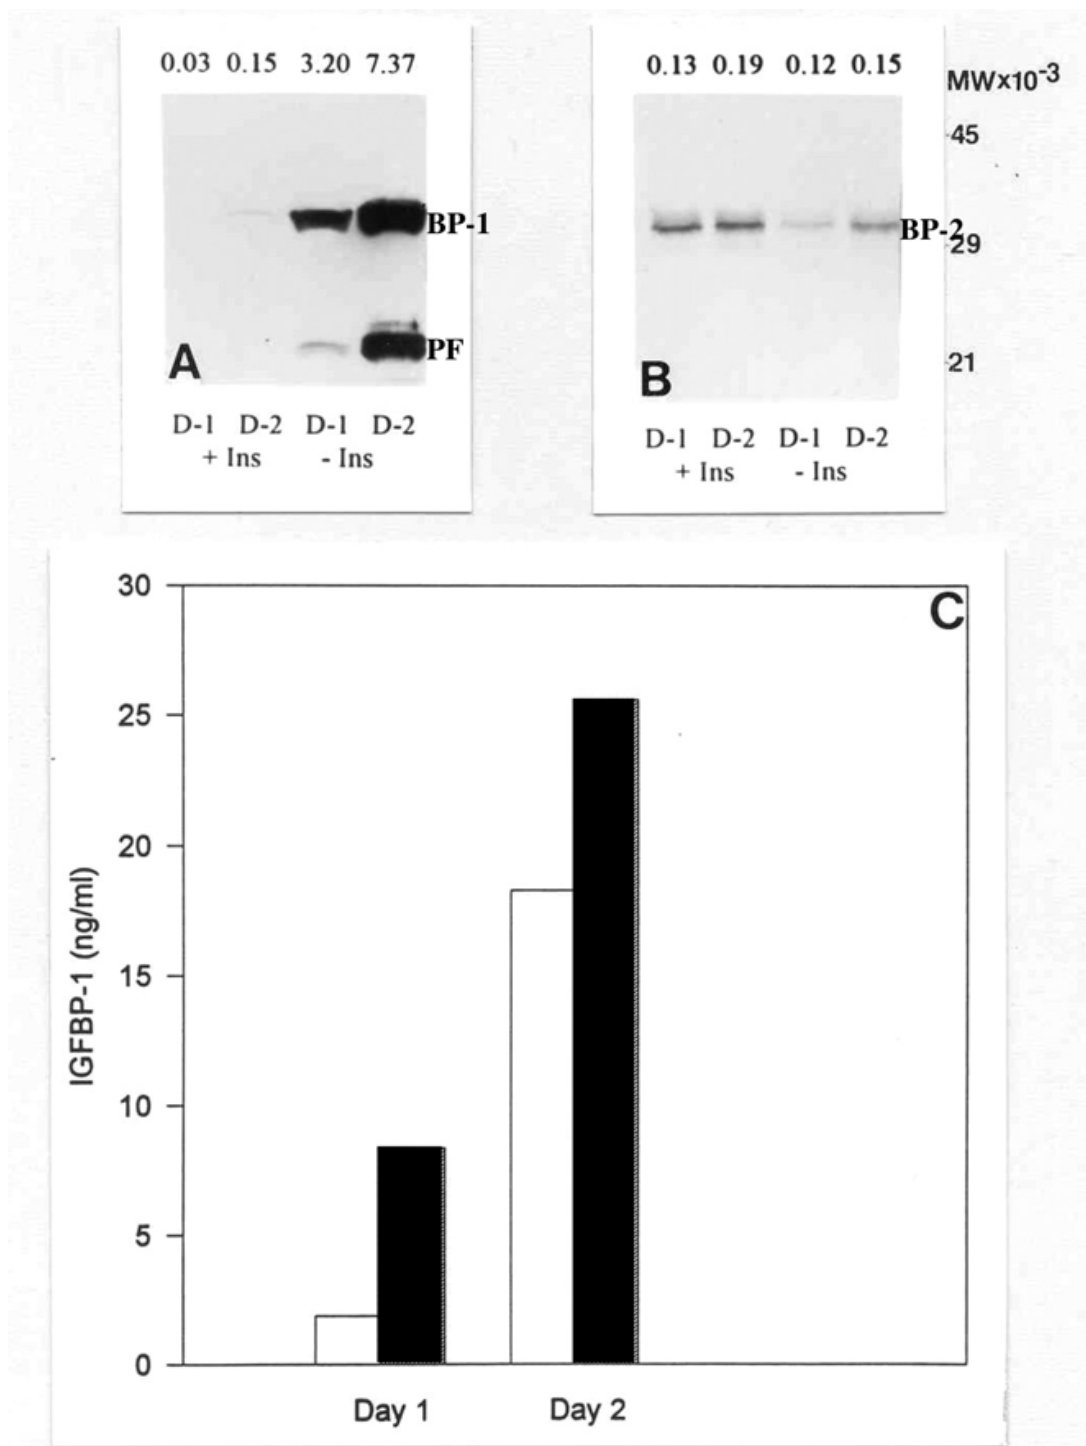 0.03 0.15 3.20 7.37
BP-1
PF
A
D-1 D-2 D-1 D-2
+ Ins - Ins
0.13 0.19 0.12 0.15
MW×10-3
45
BP-2
29
21
B
D-1 D-2 D-1 D-2
+ Ins - Ins
C
30
25
20
15
10
5
0
IGFBP-1 (ng/ml)
Day 1 Day 2